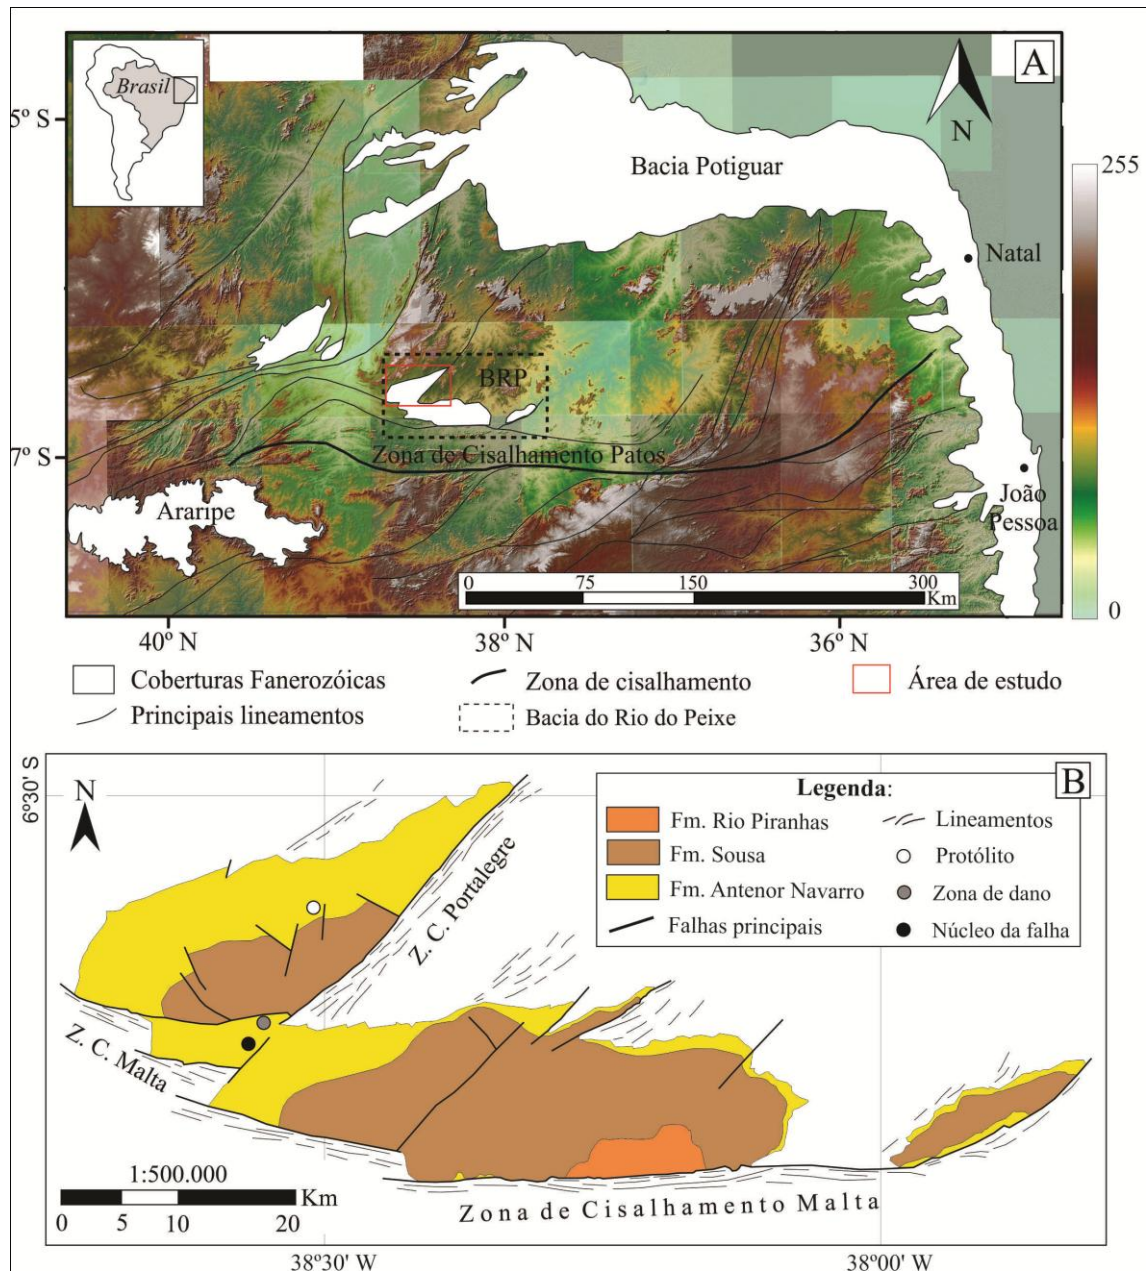 Brasil
A
N
5º S
7º S
Bacia Potiguar
255
Natal
BRP
Zona de Cisalhamento Patos
Araripe
João
Pessoa
0 75 150 300
Km
0
40º N 38º N 36º N
Coberturas Fanerozóicas
Zona de cisalhamento
Área de estudo
Principais lineamentos
Bacia do Rio do Peixe
6º30' S
N
B
Legenda:
Fm. Rio Piranhas
Fm. Sousa
Fm. Antenor Navarro
Falhas principais
Lineamentos
Protólito
Zona de dano
Núcleo da falha
Z. C. Portalegre
Z. C. Malta
1:500.000
Km
0 5 10 20
Zona de Cisalhamento Malta
38º30' W 38º00' W